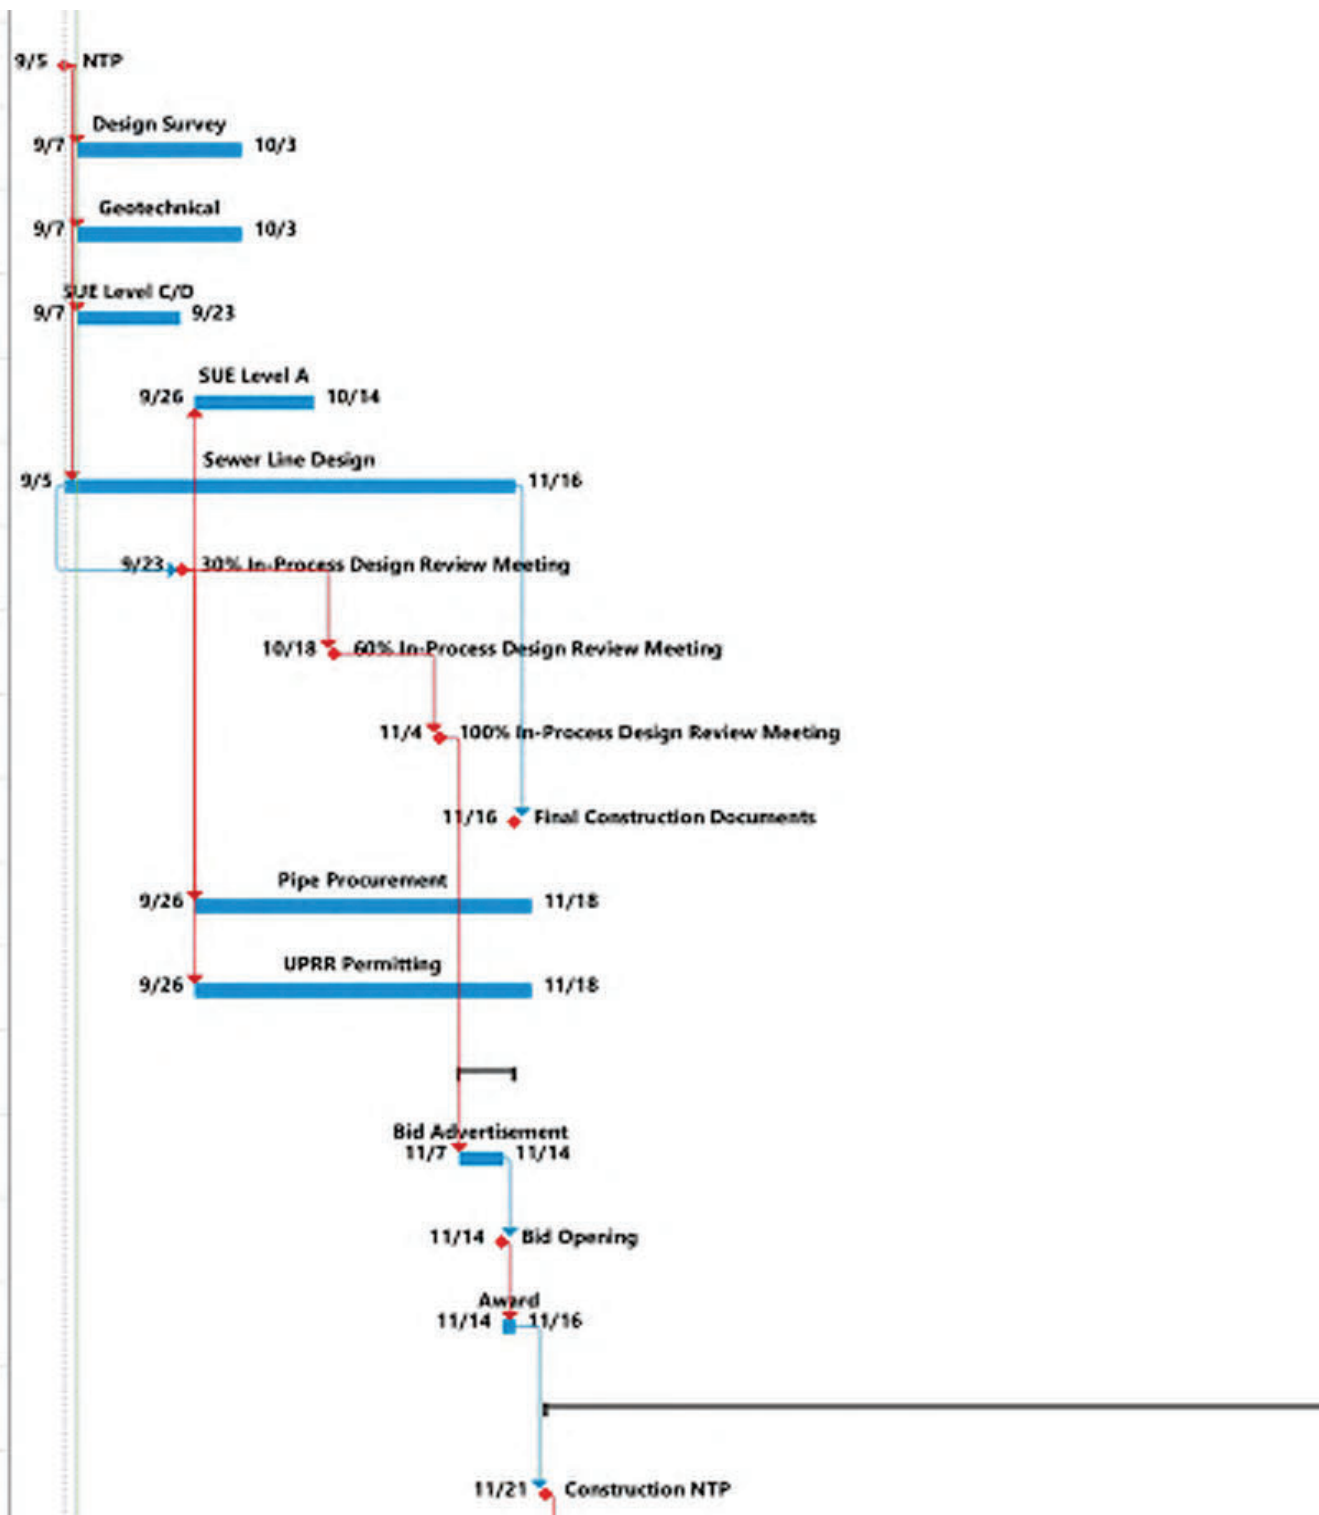 9/5 NTP
Design Survey
9/7 10/3
Geotechnical
9/7 10/3
SUE Level C/D
9/7 9/23
SUE Level A
9/26 10/14
Sewer Line Design
9/5 11/16
9/23 30% In-Process Design Review Meeting
10/18 60% In-Process Design Review Meeting
11/4 100% In-Process Design Review Meeting
11/16 Final Construction Documents
Pipe Procurement
9/26 11/18
UPRR Permitting
9/26 11/18
Bid Advertisement
11/7 11/14
11/14 Bid Opening
Award
11/14 11/16
11/21 Construction NTP